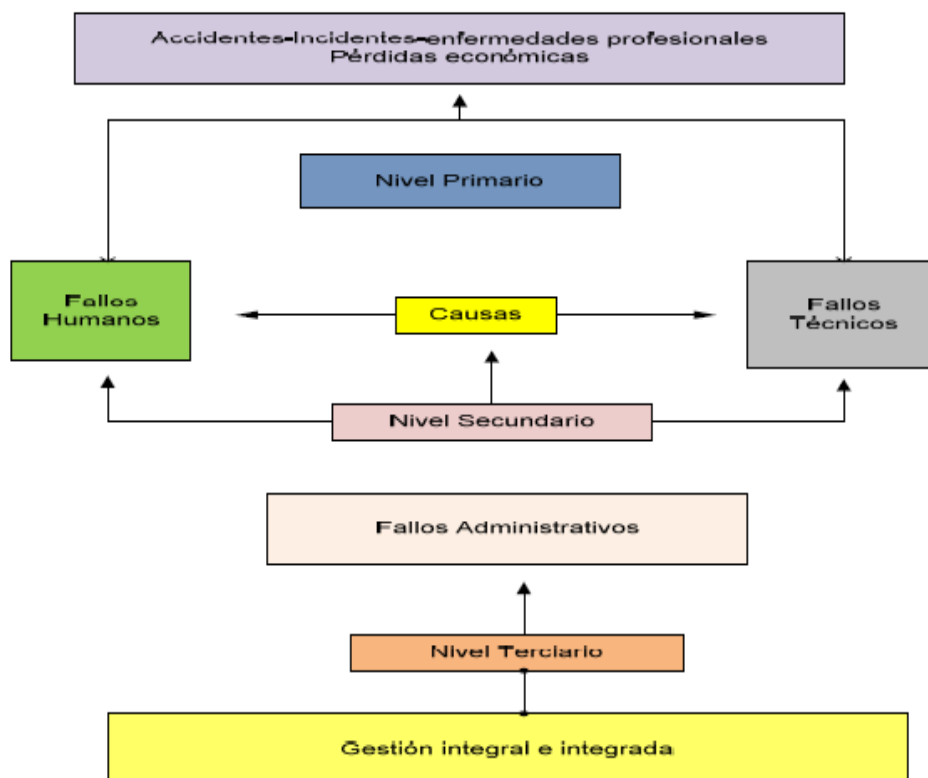 Accidentes-Incidentes-enfermedades profesionales
Pérdidas económicas
Nivel Primario
Fallos
Humanos
Causas
Fallos
Técnicos
Nivel Secundario
Fallos Administrativos
Nivel Terciario
Gestión integral e integrada